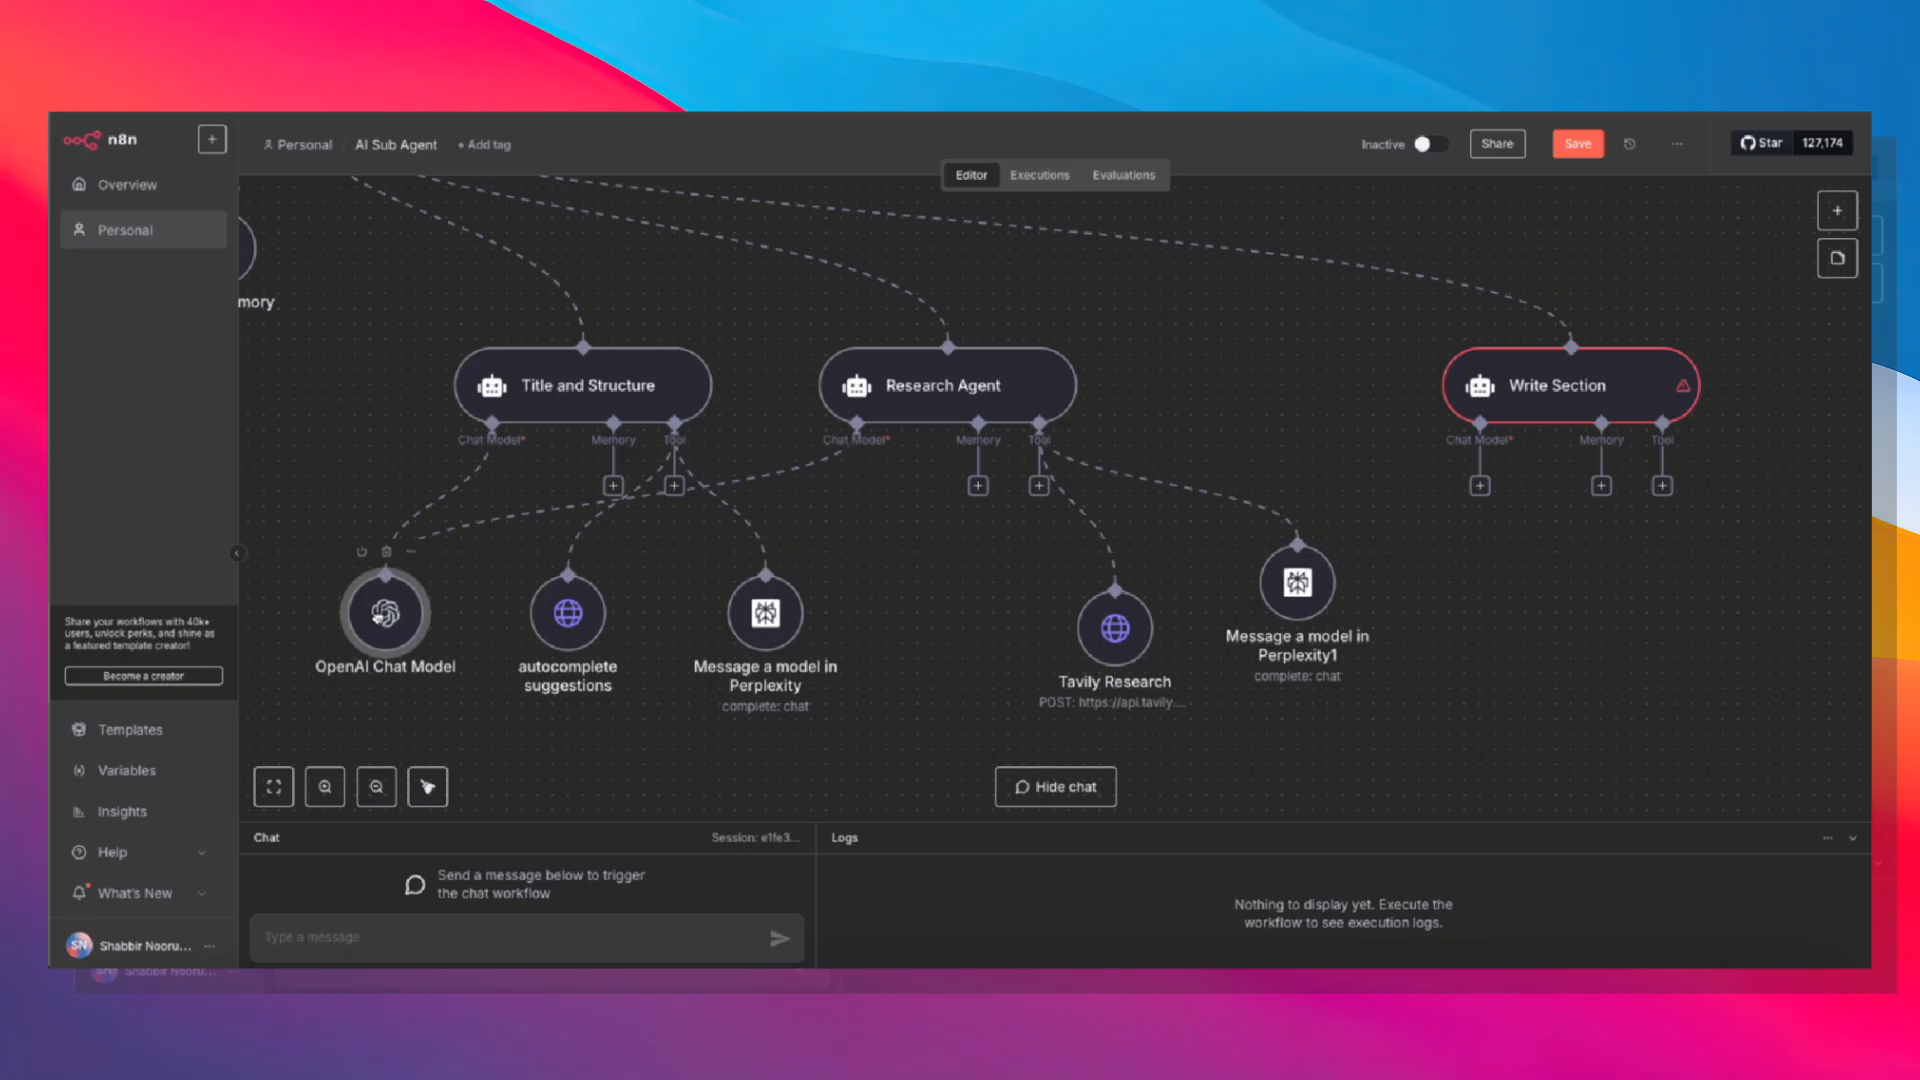 n8n
Personal
AI Sub Agent
+ Add tag
Inactive
Share
Save
Star
127,174
Editor
Executions
Evaluations
Overview
Personal
mory
Title and Structure
Research Agent
Write Section
Chat Model*
Memory
Tool
Chat Model*
Memory
Tool
Chat Model*
Memory
Tool
OpenAI Chat Model
autocomplete
suggestions
Message a model in
Perplexity
complete: chat
Tavily Research
POST: https://api.tavily....
Message a model in
Perplexity1
complete: chat
Share your workflows with 40k+
users, unlock perks, and shine as
a featured template creator!
Become a creator
Templates
Variables
Insights
Help
What's New
SN
Shabbir Nooru...
Hide chat
Chat
Session: e1fe3...
Logs
Send a message below to trigger
the chat workflow
Type a message
Nothing to display yet. Execute the
workflow to see execution logs.
SN
Shabbir Nooru...